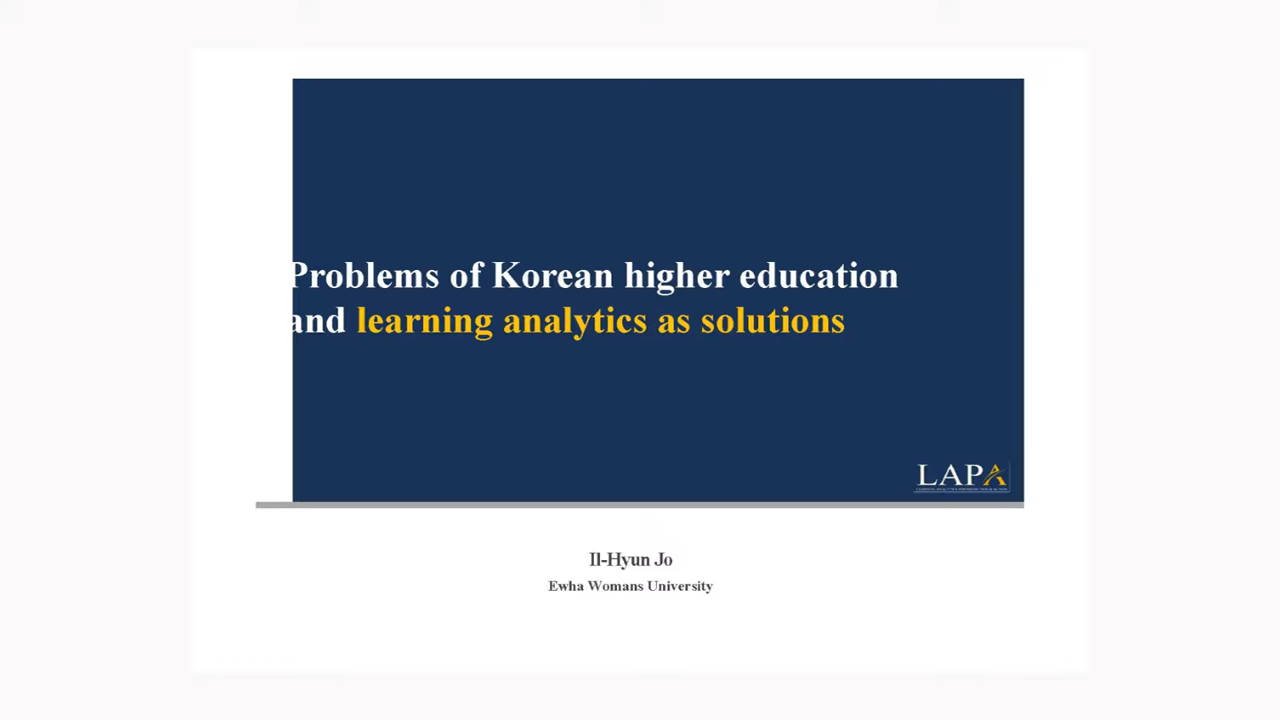 Problems of Korean higher education
and learning analytics as solutions
LAPA
Il-Hyun Jo
Ewha Womans University